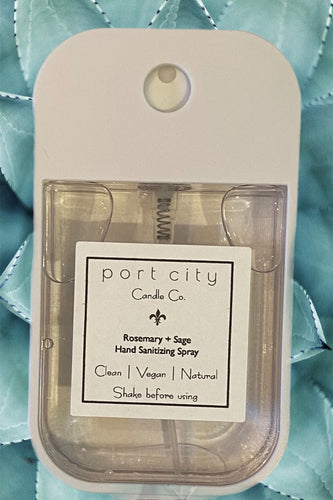 port city
Candle Co.
Rosemary + Sage
Hand Sanitizing Spray
Clean | Vegan | Natural
Shake before using